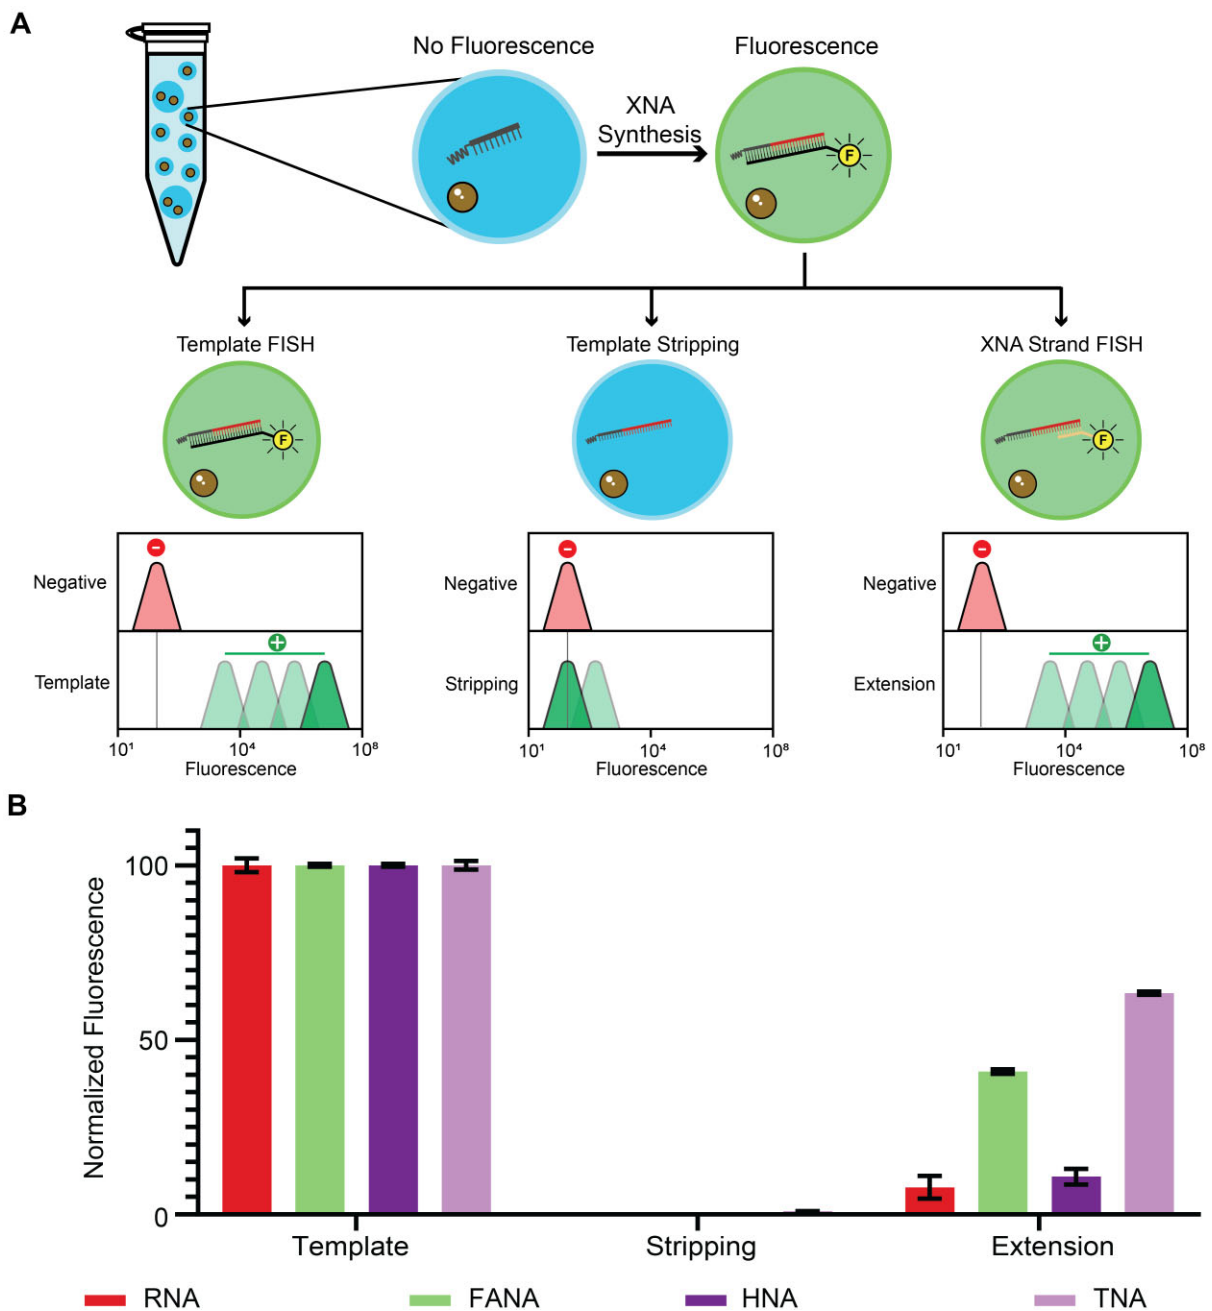 A
No Fluorescence
Fluorescence
XNA
Synthesis
F
Template FISH
Template Stripping
XNA Strand FISH
F
F
Negative
Template
10¹ 10⁴ 10⁸
Fluorescence
Negative
Stripping
10¹ 10⁴ 10⁸
Fluorescence
Negative
Extension
10¹ 10⁴ 10⁸
Fluorescence
B
Normalized Fluorescence
100
50
0
Template
Stripping
Extension
RNA
FANA
HNA
TNA